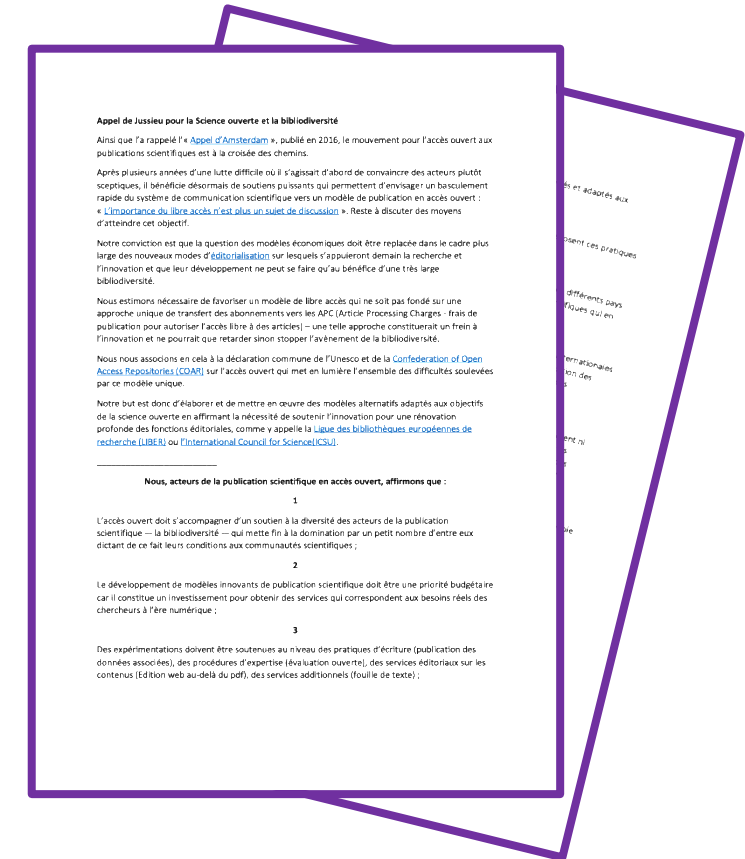 Appel de Jussieu pour la Science ouverte et la bibliodiversité
Ainsi que l'a rappelé l'« Appel d'Amsterdam », publié en 2016, le mouvement pour l'accès ouvert aux
publications scientifiques est à la croisée des chemins.
Après plusieurs années d'une lutte difficile où il s'agissait d'abord de convaincre des acteurs plutôt
sceptiques, il bénéficie désormais de soutiens puissants qui permettent d'envisager un basculement
rapide du système de communication scientifique vers un modèle de publication en accès ouvert :
« L'importance du libre accès n'est plus un sujet de discussion ». Reste à discuter des moyens
d'atteindre cet objectif.
Notre conviction est que la question des modèles économiques doit être replacée dans le cadre plus
large des nouveaux modes d'éditorialisation sur lesquels s'appuieront demain la recherche et
l'innovation et que leur développement ne peut se faire qu'au bénéfice d'une très large
bibliodiversité.
Nous estimons nécessaire de favoriser un modèle de libre accès qui ne soit pas fondé sur une
approche unique de transfert des abonnements vers les APC (Article Processing Charges - frais de
publication pour autoriser l'accès libre à des articles) – une telle approche constituerait un frein à
l'innovation et ne pourrait que retarder sinon stopper l'avènement de la bibliodiversité.
Nous nous associons en cela à la déclaration commune de l'Unesco et de la Confederation of Open
Access Repositories (COAR) sur l'accès ouvert qui met en lumière l'ensemble des difficultés soulevées
par ce modèle unique.
Notre but est donc d'élaborer et de mettre en œuvre des modèles alternatifs adaptés aux objectifs
de la science ouverte en affirmant la nécessité de soutenir l'innovation pour une rénovation
profonde des fonctions éditoriales, comme y appelle la Ligue des bibliothèques européennes de
recherche (LIBER) ou l'International Council for Science(ICSU).
Nous, acteurs de la publication scientifique en accès ouvert, affirmons que :
1
L'accès ouvert doit s'accompagner d'un soutien à la diversité des acteurs de la publication
scientifique — la bibliodiversité — qui mette fin à la domination par un petit nombre d'entre eux
dictant de ce fait leurs conditions aux communautés scientifiques ;
2
Le développement de modèles innovants de publication scientifique doit être une priorité budgétaire
car il constitue un investissement pour obtenir des services qui correspondent aux besoins réels des
chercheurs à l'ère numérique ;
3
Des expérimentations doivent être soutenues au niveau des pratiques d'écriture (publication des
données associées), des procédures d'expertise (évaluation ouverte), des services éditoriaux sur les
contenus (Edition web au-delà du pdf), des services additionnels (fouille de texte) ;
et adaptés aux
ces pratiques
différents pays
qui en
des
ni